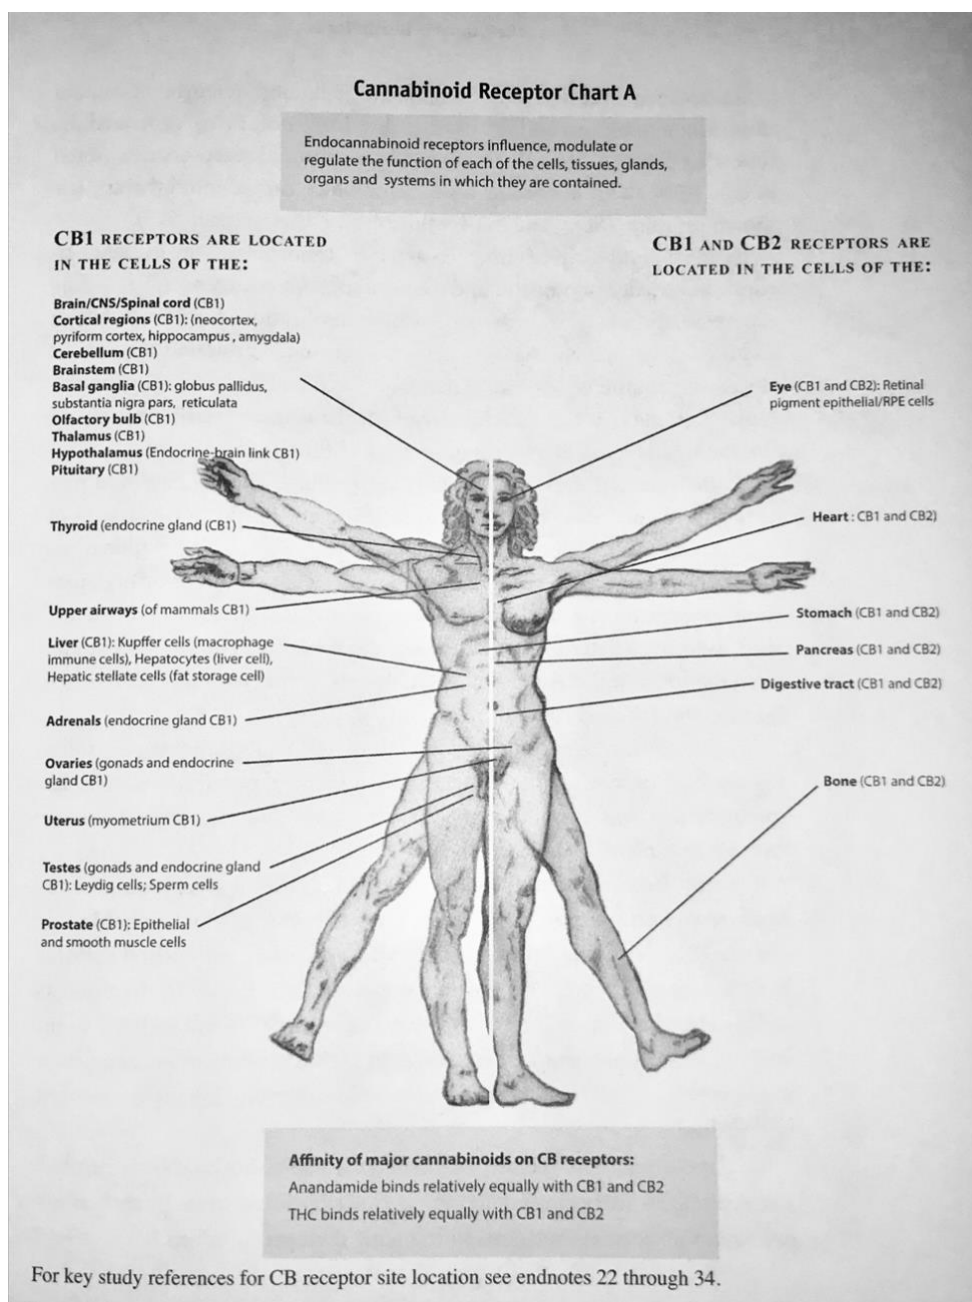 Cannabinoid Receptor Chart A
Endocannabinoid receptors influence, modulate or
regulate the function of each of the cells, tissues, glands,
organs and systems in which they are contained.
CB1 RECEPTORS ARE LOCATED
IN THE CELLS OF THE:
Brain/CNS/Spinal cord (CB1)
Cortical regions (CB1): (neocortex,
pyriform cortex, hippocampus , amygdala)
Cerebellum (CB1)
Brainstem (CB1)
Basal ganglia (CB1): globus pallidus,
substantia nigra pars, reticulata
Olfactory bulb (CB1)
Thalamus (CB1)
Hypothalamus (Endocrine-brain link CB1)
Pituitary (CB1)
Thyroid (endocrine gland (CB1)
Upper airways (of mammals CB1)
Liver (CB1): Kupffer cells (macrophage
immune cells), Hepatocytes (liver cell),
Hepatic stellate cells (fat storage cell)
Adrenals (endocrine gland CB1)
Ovaries (gonads and endocrine
gland CB1)
Uterus (myometrium CB1)
Testes (gonads and endocrine gland
CB1): Leydig cells; Sperm cells
Prostate (CB1): Epithelial
and smooth muscle cells
CB1 AND CB2 RECEPTORS ARE
LOCATED IN THE CELLS OF THE:
Eye (CB1 and CB2): Retinal
pigment epithelial/RPE cells
Heart : CB1 and CB2)
Stomach (CB1 and CB2)
Pancreas (CB1 and CB2)
Digestive tract (CB1 and CB2)
Bone (CB1 and CB2)
Affinity of major cannabinoids on CB receptors:
Anandamide binds relatively equally with CB1 and CB2
THC binds relatively equally with CB1 and CB2
For key study references for CB receptor site location see endnotes 22 through 34.